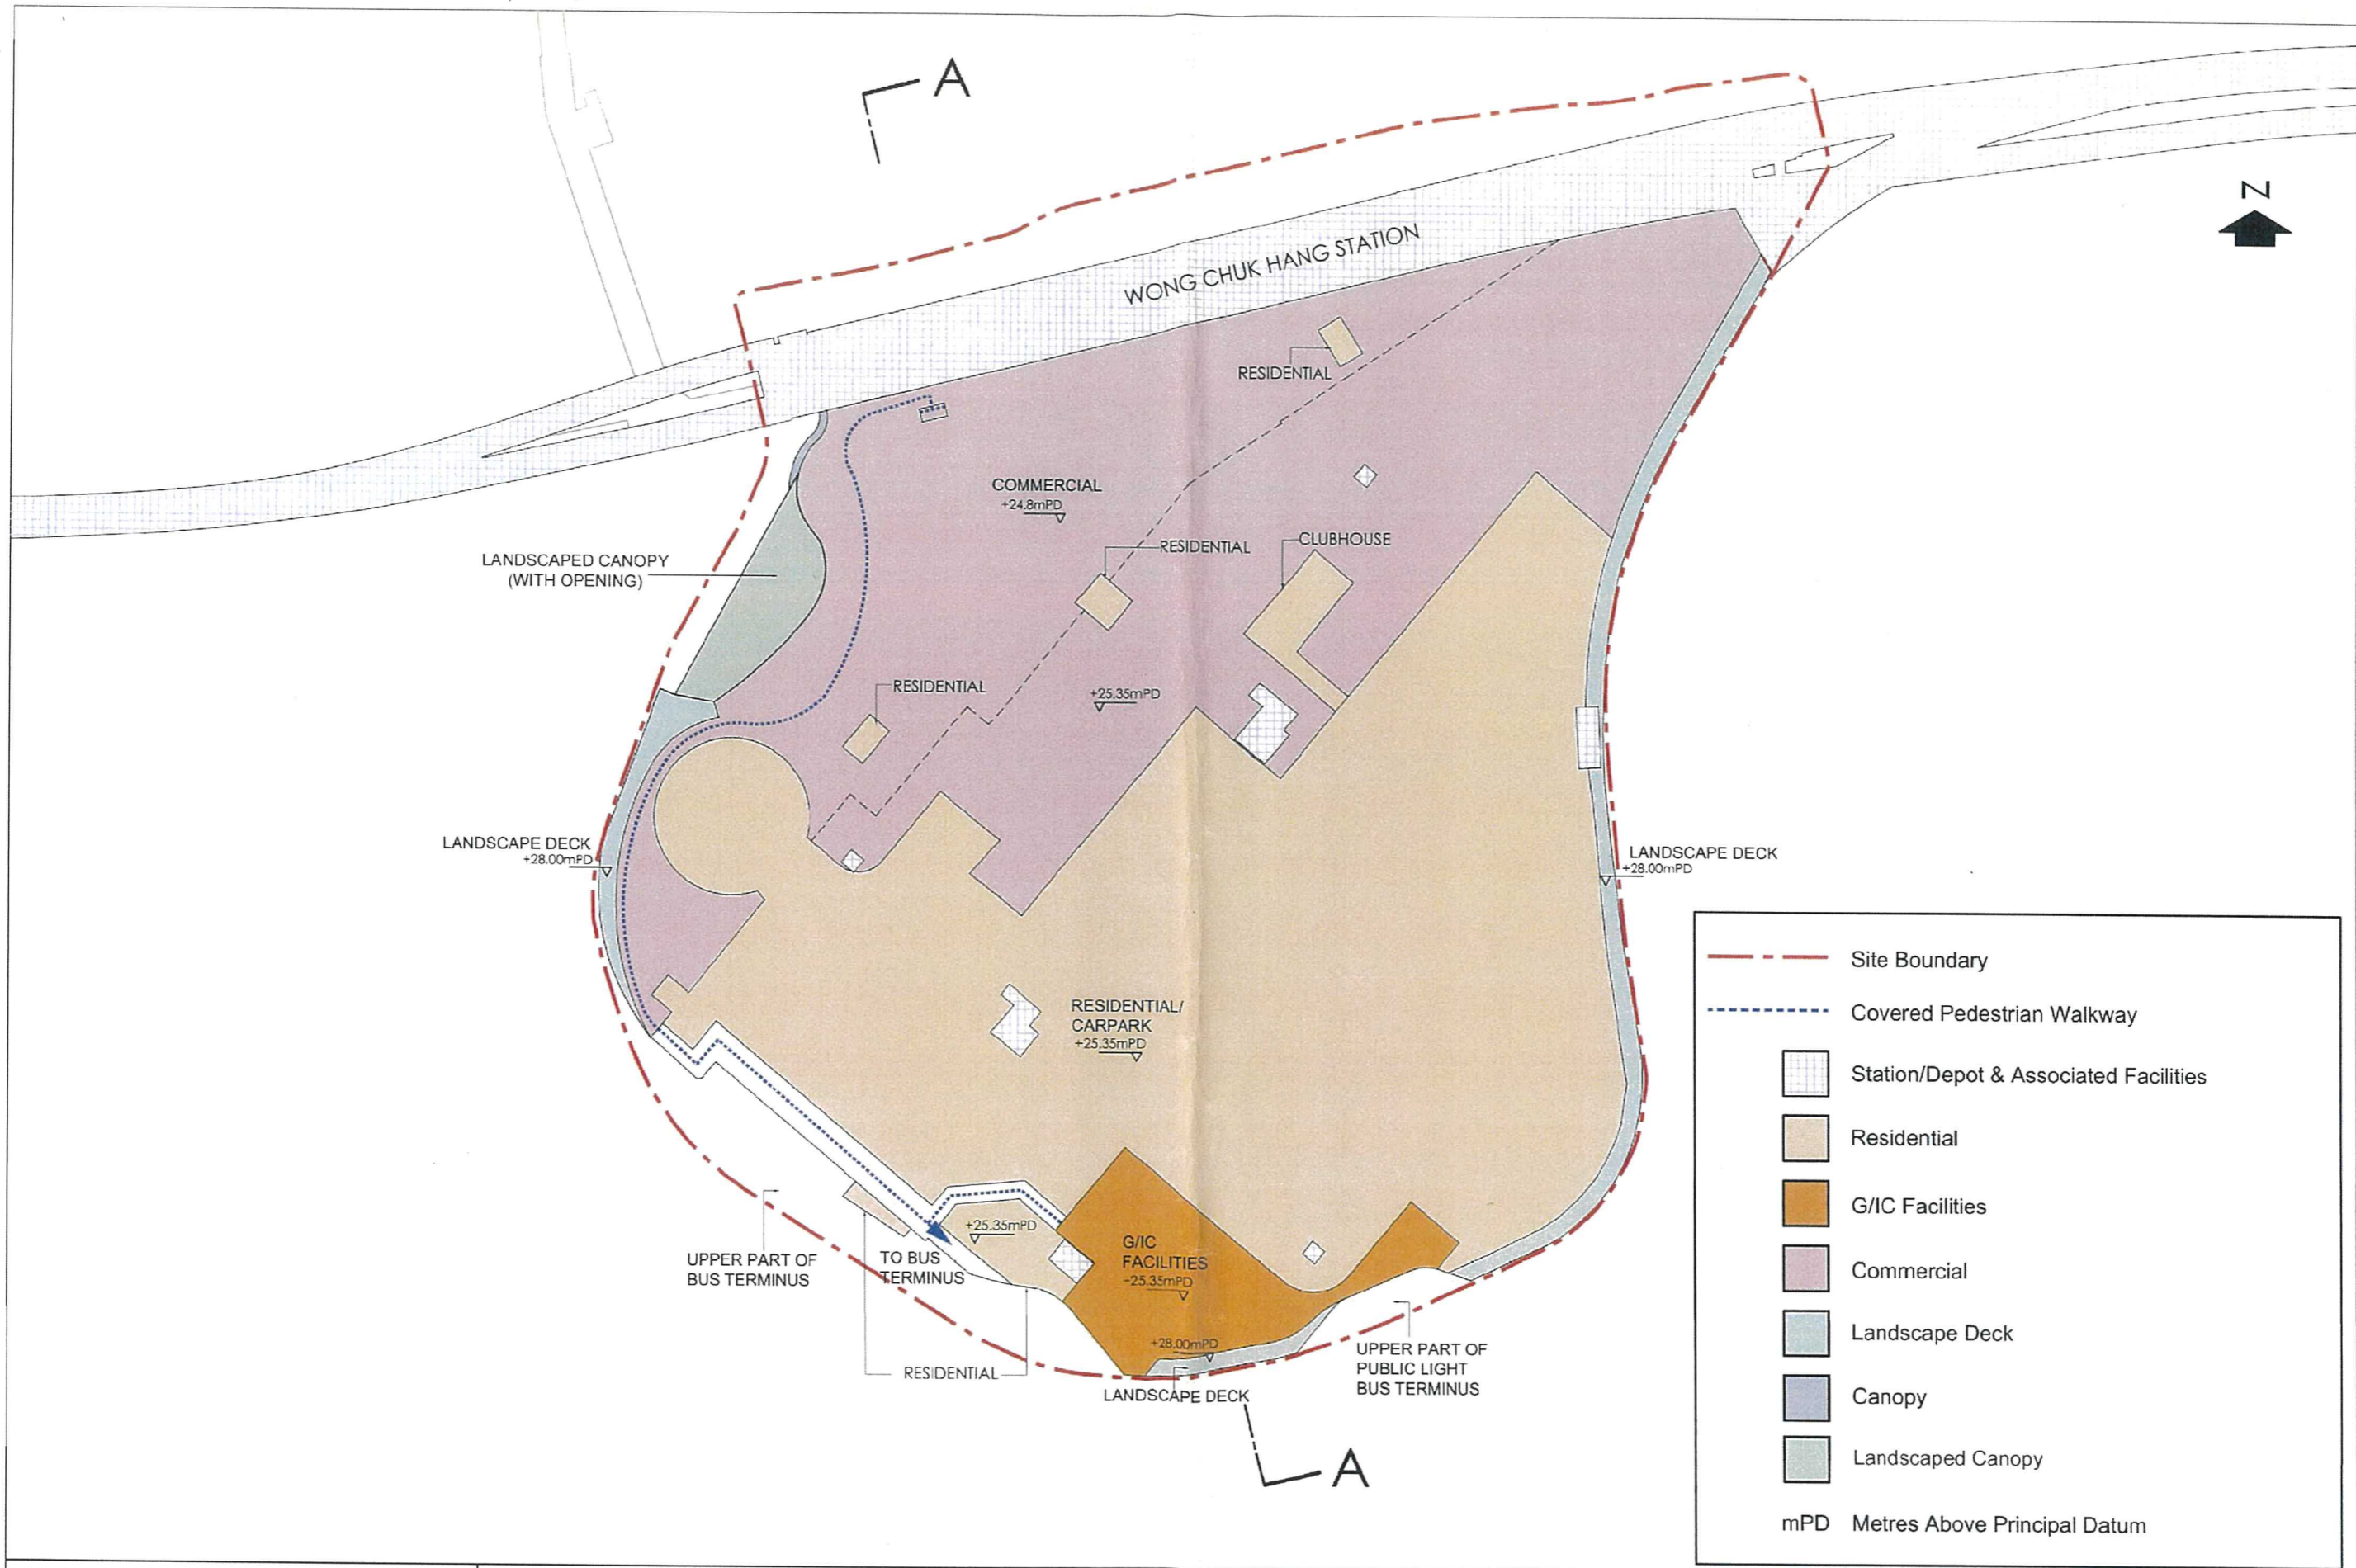 A
N
WONG CHUK HANG STATION
RESIDENTIAL
COMMERCIAL
+24.8mPD
RESIDENTIAL
CLUBHOUSE
LANDSCAPED CANOPY
(WITH OPENING)
RESIDENTIAL
+25.35mPD
LANDSCAPE DECK
+28.00mPD
LANDSCAPE DECK
+28.00mPD
RESIDENTIAL/
CARPARK
+25.35mPD
+25.35mPD
UPPER PART OF
BUS TERMINUS
TO BUS
TERMINUS
G/IC
FACILITIES
+25.35mPD
+28.00mPD
RESIDENTIAL
LANDSCAPE DECK
UPPER PART OF
PUBLIC LIGHT
BUS TERMINUS
A
Site Boundary
Covered Pedestrian Walkway
Station/Depot & Associated Facilities
Residential
G/IC Facilities
Commercial
Landscape Deck
Canopy
Landscaped Canopy
mPD Metres Above Principal Datum